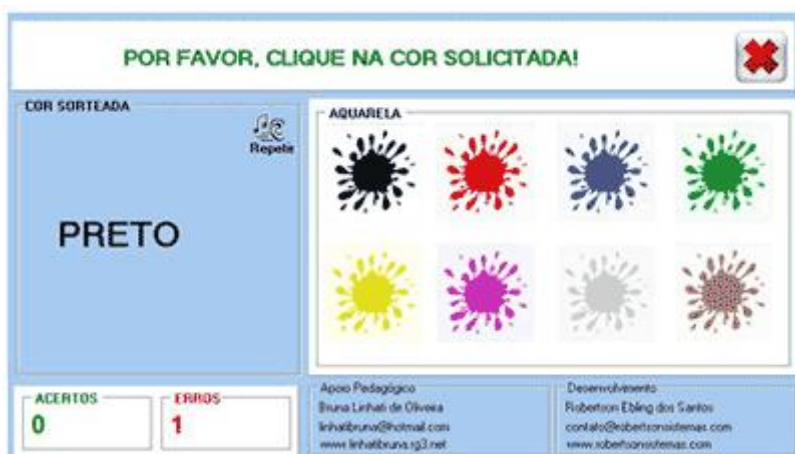 POR FAVOR, CLIQUE NA COR SOLICITADA!
COR SORTEADA
Repete
PRETO
AQUARELA
ACERTOS
0
ERROS
1
Apoio Pedagógico
Bruna Linhati de Oliveira
linhatibruna@hotmail.com
www.linhatibruna.rg3.net
Desenvolvimento
Robertson Ebling dos Santos
contato@robertsonsistemas.com
www.robertsonsistemas.com